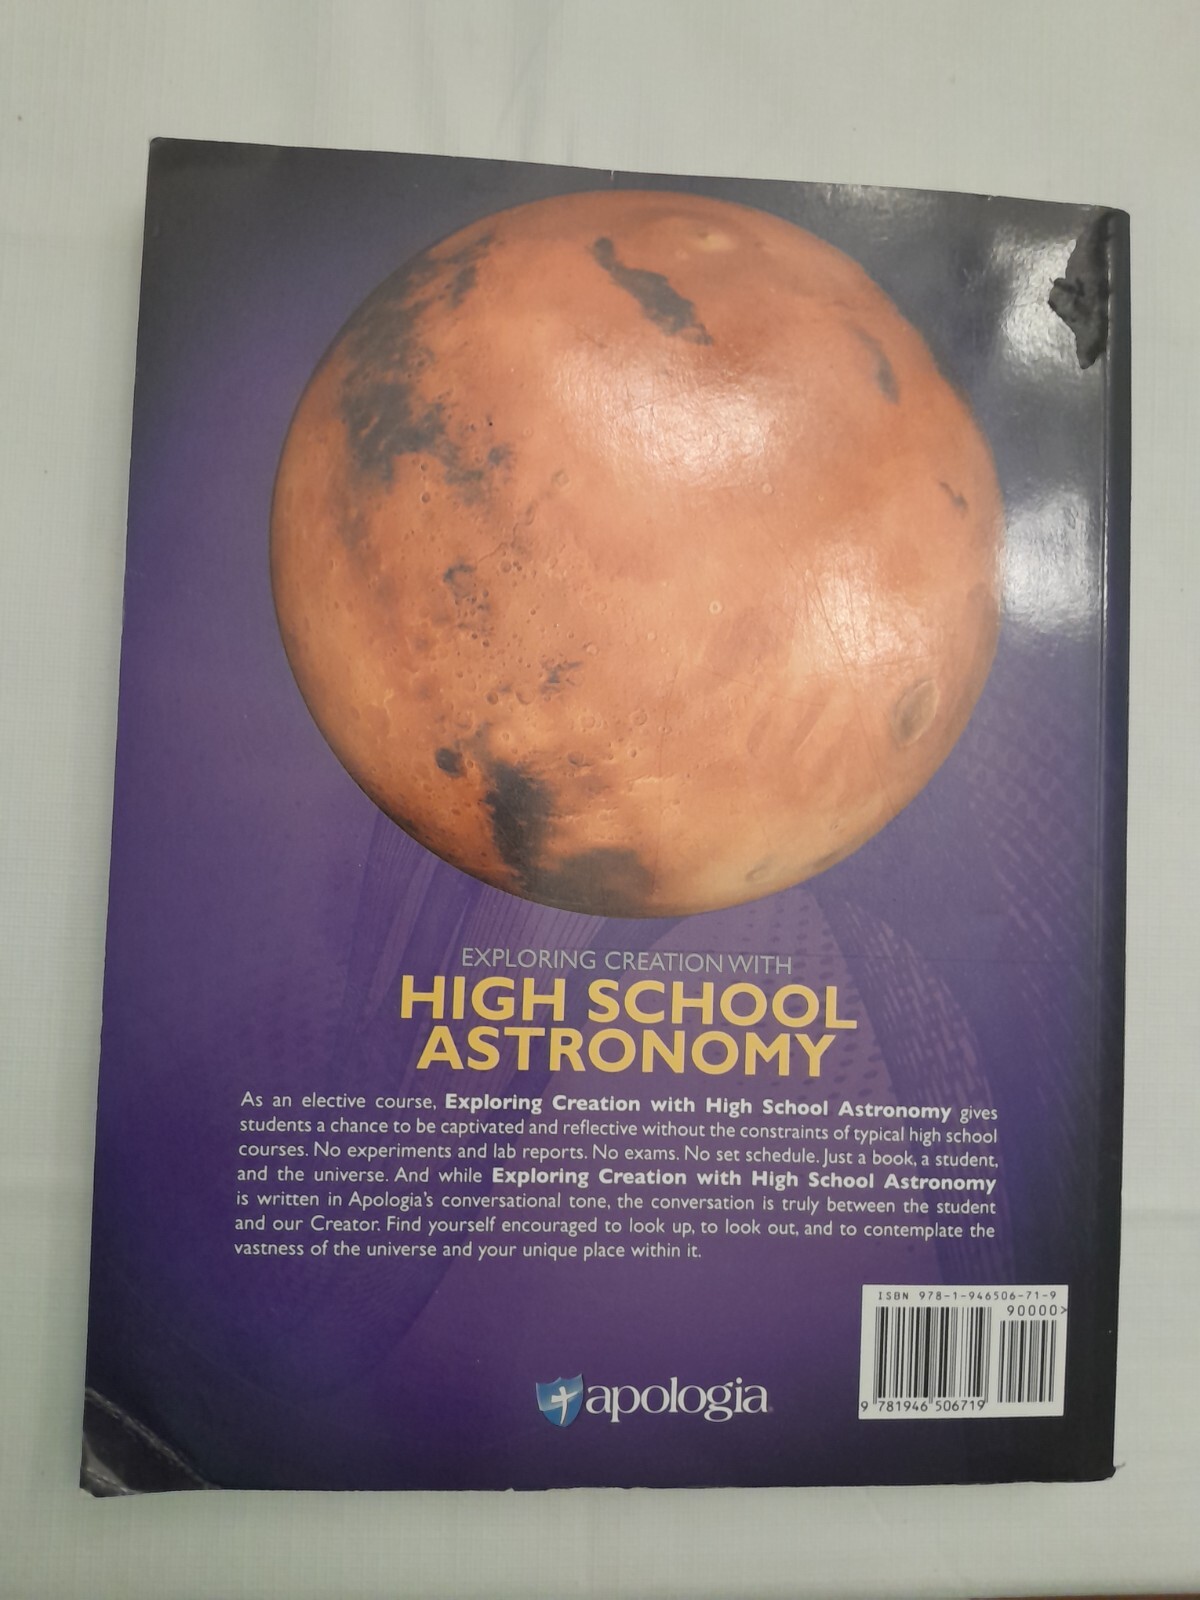 EXPLORING CREATION WITH
HIGH SCHOOL
ASTRONOMY
As an elective course, Exploring Creation with High School Astronomy gives
students a chance to be captivated and reflective without the constraints of typical high school
courses. No experiments and lab reports. No exams. No set schedule. Just a book, a student,
and the universe. And while Exploring Creation with High School Astronomy
is written in Apologia's conversational tone, the conversation is truly between the student
and our Creator. Find yourself encouraged to look up, to look out, and to contemplate the
vastness of the universe and your unique place within it.
ISBN 978-1-946506-71-9
90000>
9 781946 506719
apologia